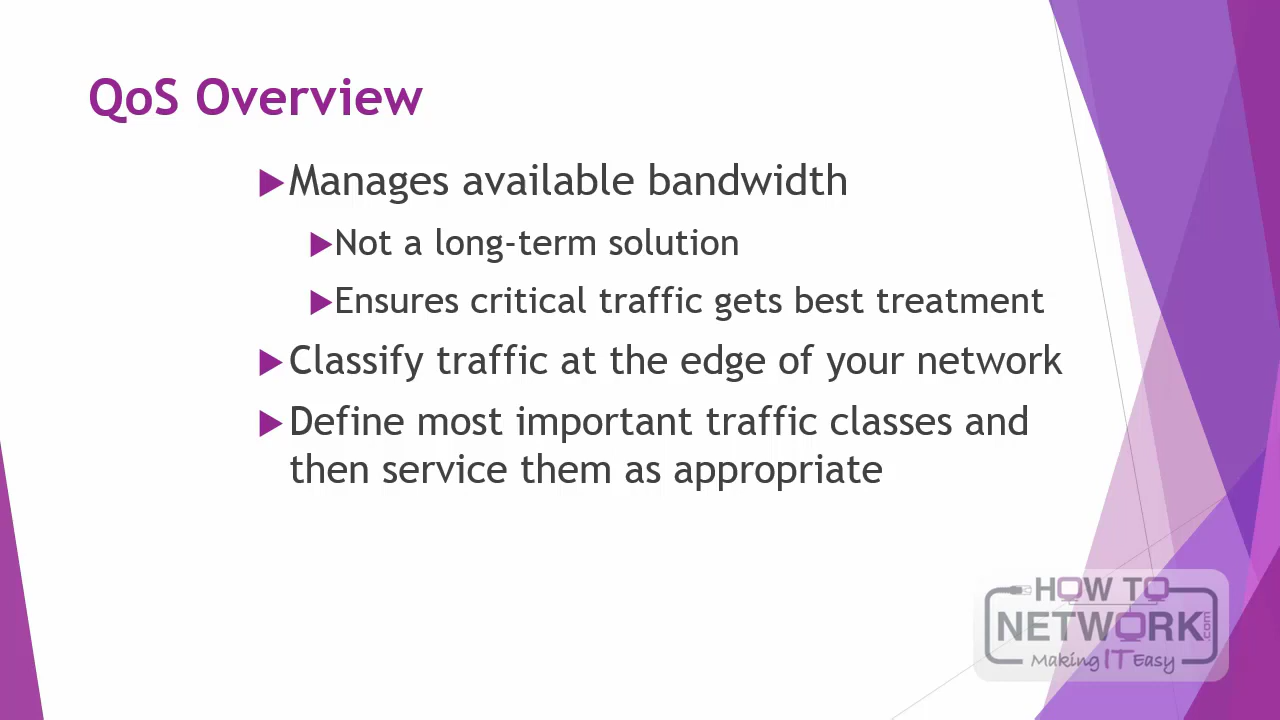 QoS Overview
Manages available bandwidth
Not a long-term solution
Ensures critical traffic gets best treatment
Classify traffic at the edge of your network
Define most important traffic classes and
then service them as appropriate
HOW TO
NETWORK.com
Making IT Easy